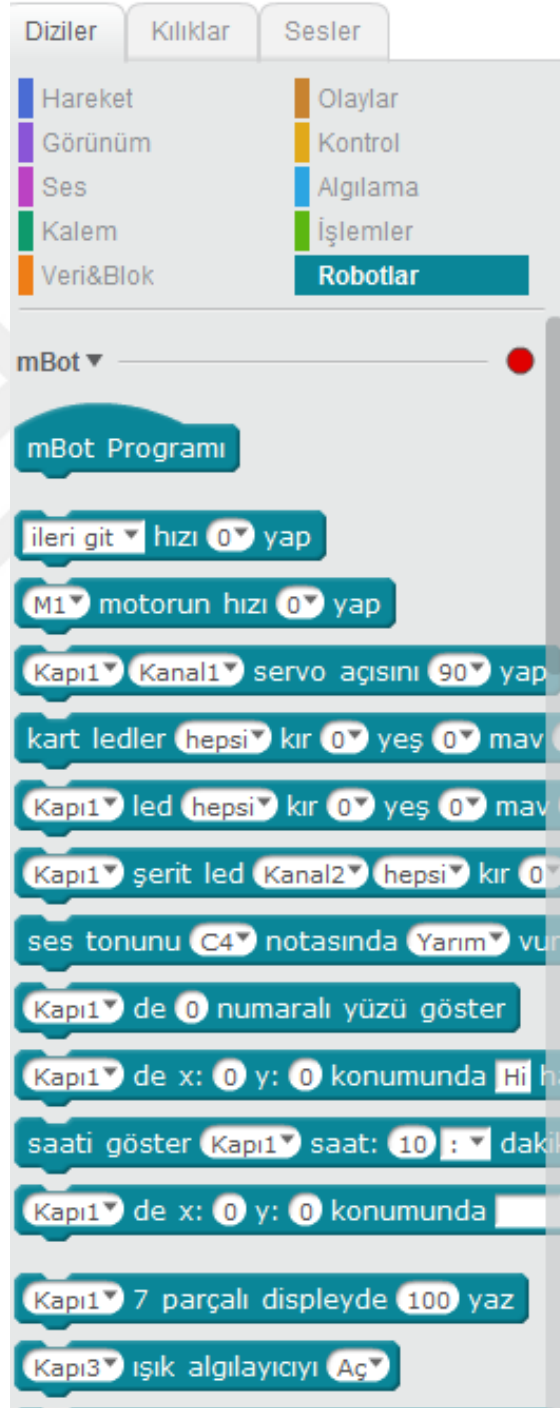 Diziler Kılıklar Sesler
Hareket Olaylar
Görünüm Kontrol
Ses Algılama
Kalem İşlemler
Veri&Blok Robotlar
mBot
mBot Programı
ileri git hızı 0 yap
M1 motorun hızı 0 yap
Kapı1 Kanal1 servo açısını 90 yap
kart ledler hepsi kır 0 yeş 0 mav
Kapı1 led hepsi kır 0 yeş 0 mav
Kapı1 şerit led Kanal2 hepsi kır 0
ses tonunu C4 notasında Yarım vur
Kapı1 de 0 numaralı yüzü göster
Kapı1 de x: 0 y: 0 konumunda Hi ha
saati göster Kapı1 saat: 10 : daki
Kapı1 de x: 0 y: 0 konumunda
Kapı1 7 parçalı displeyde 100 yaz
Kapı3 ışık algılayıcıyı Aç